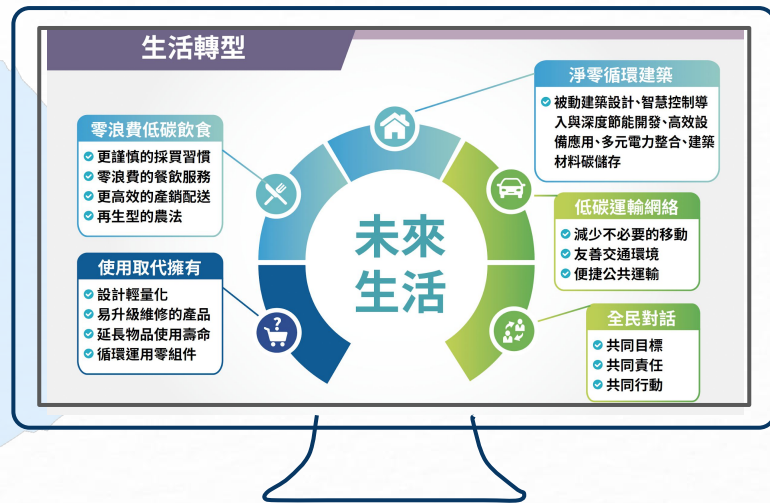 生活轉型
零浪費低碳飲食
更謹慎的採買習慣
零浪費的餐飲服務
更高效的產銷配送
再生型的農法
使用取代擁有
設計輕量化
易升級維修的產品
延長物品使用壽命
循環運用零組件
未來
生活
?
淨零循環建築
被動建築設計、智慧控制導
入與深度節能開發、高效設
備應用、多元電力整合、建築
材料碳儲存
低碳運輸網絡
減少不必要的移動
友善交通環境
便捷公共運輸
全民對話
共同目標
共同責任
共同行動